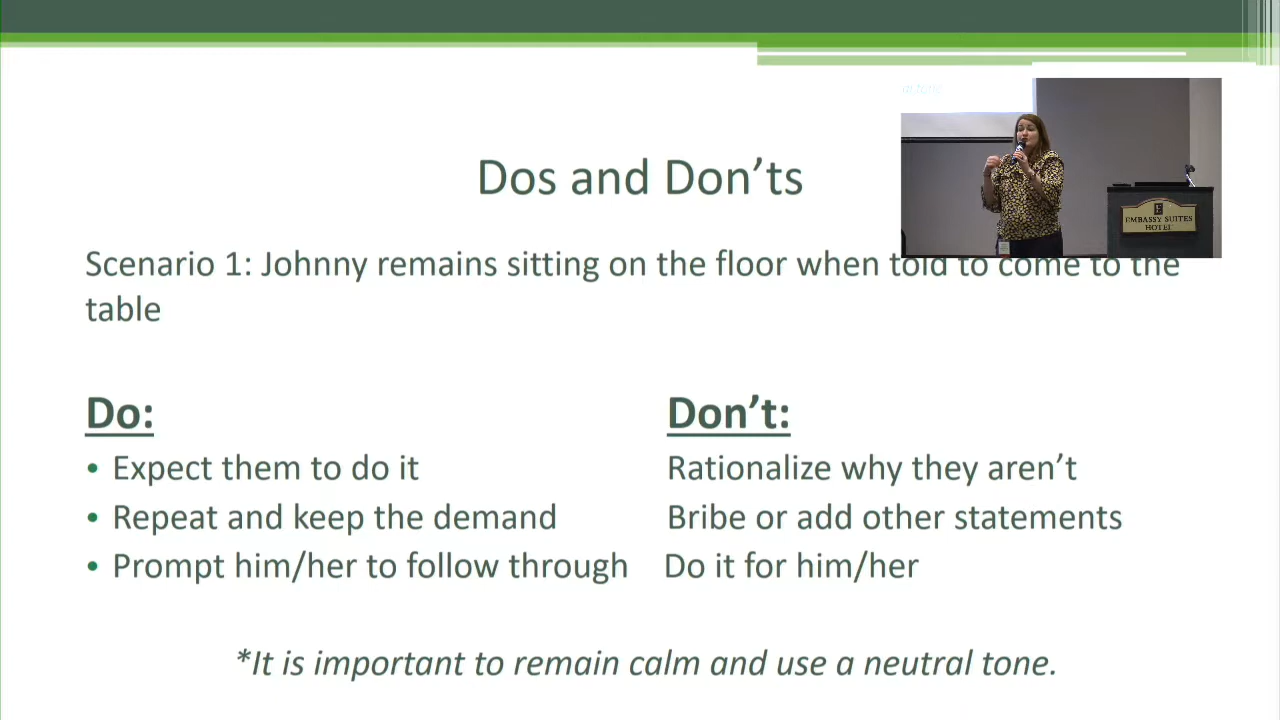 Dos and Don'ts
Scenario 1: Johnny remains sitting on the floor when told to come to the
table
Do:
Don't:
• Expect them to do it
Rationalize why they aren't
• Repeat and keep the demand
Bribe or add other statements
• Prompt him/her to follow through
Do it for him/her
*It is important to remain calm and use a neutral tone.
EMBASSY SUITES
HOTEL